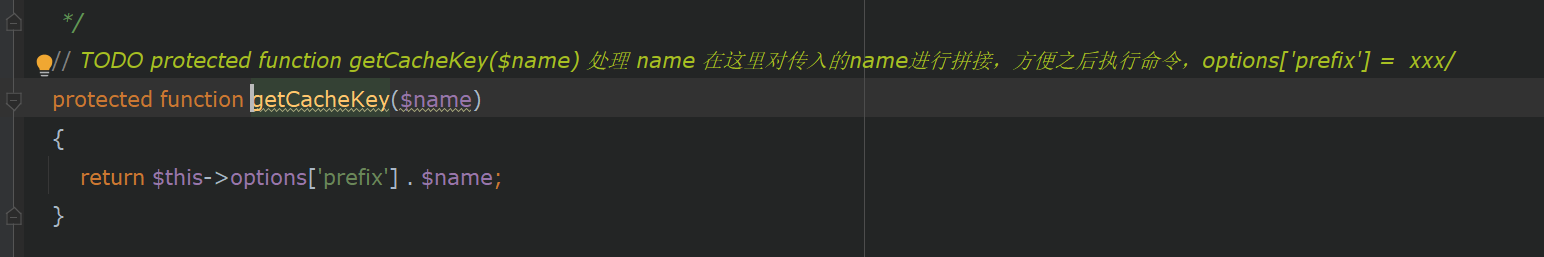 */
// TODO protected function getCacheKey($name) 处理 name 在这里对传入的name进行拼接，方便之后执行命令，options['prefix'] =  xxx/
protected function getCacheKey($name)
{
return $this->options['prefix'] . $name;
}